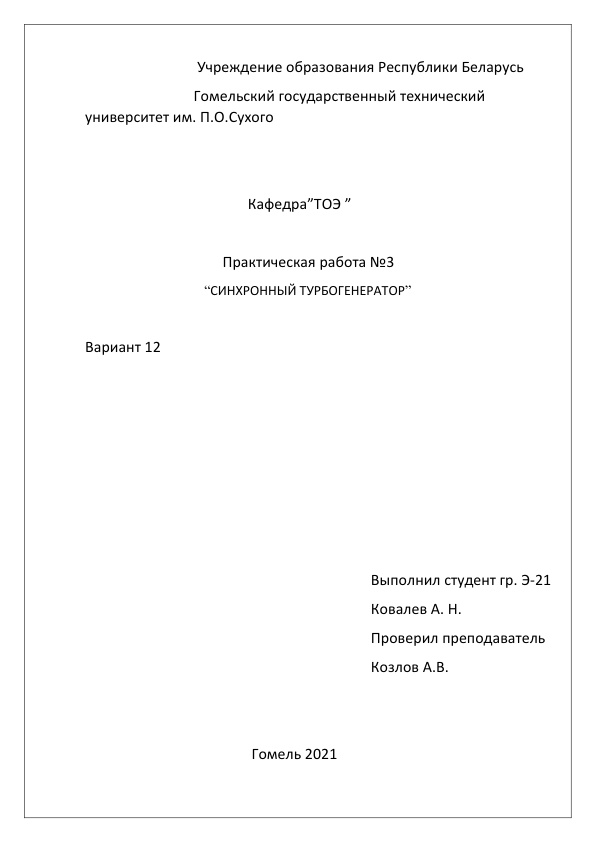 Учреждение образования Республики Беларусь
Гомельский государственный технический
университет им. П.О.Сухого
Кафедра”ТОЭ ”
Практическая работа №3
“СИНХРОННЫЙ ТУРБОГЕНЕРАТОР”
Вариант 12
Выполнил студент гр. Э-21
Ковалев А. Н.
Проверил преподаватель
Козлов А.В.
Гомель 2021